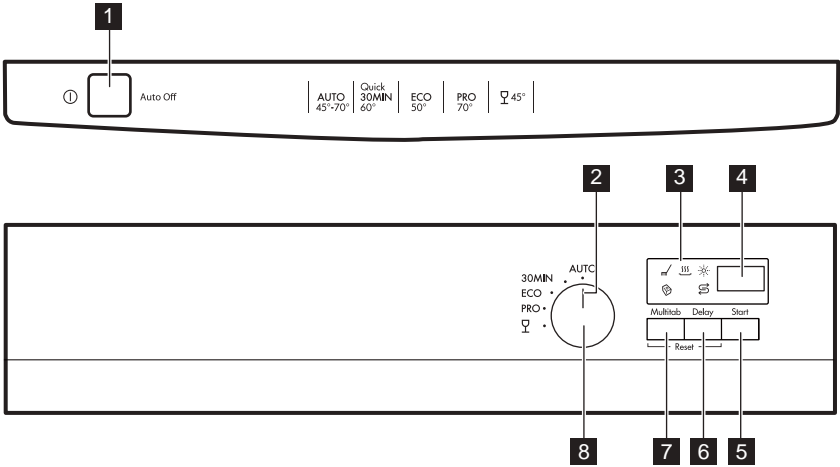 1
Auto Off
AUTO
45°-70°
Quick
30MIN
60°
ECO
50°
PRO
70°
45°
2
3
4
AUTO
30MIN
ECO
PRO
Multitab Delay Start
Reset
8
7
6
5